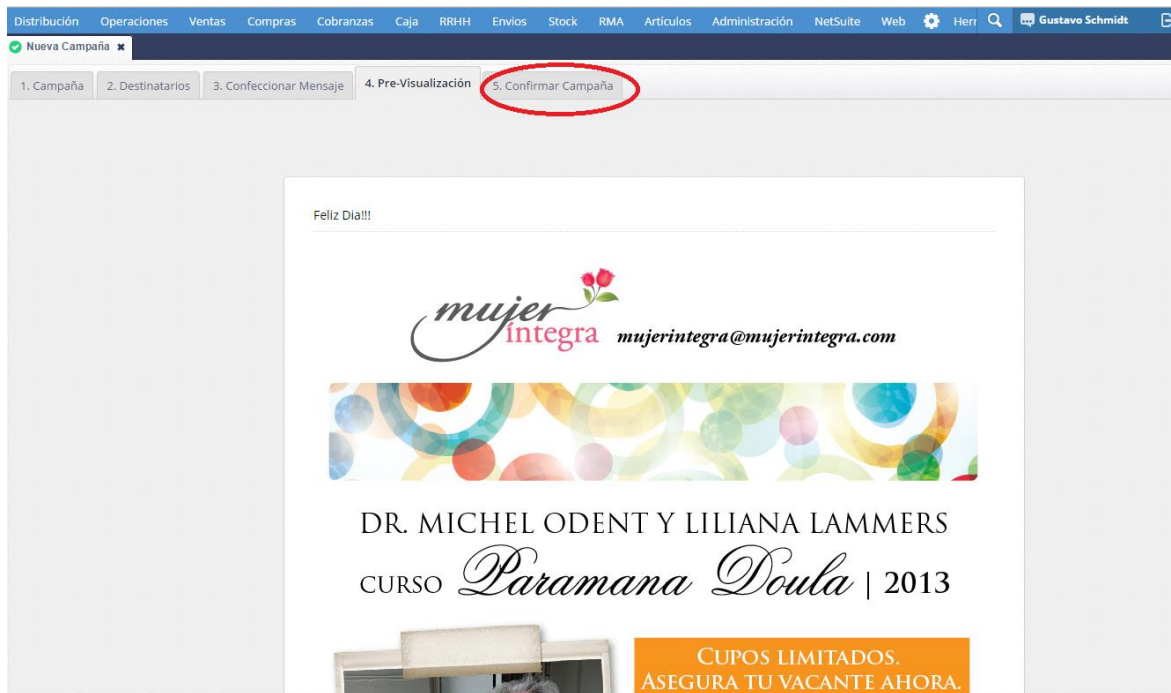 Distribución Operaciones Ventas Compras Cobranzas Caja RRHH Envios Stock RMA Artículos Administración NetSuite Web Herr Gustavo Schmidt
Nueva Campaña
1. Campaña 2. Destinatarios 3. Confeccionar Mensaje 4. Pre-Visualización 5. Confirmar Campaña
Feliz Dia!!!
mujer
íntegra mujerintegra@mujerintegra.com
DR. MICHEL ODENT Y LILIANA LAMMERS
CURSO Paramana Doula | 2013
CUPOS LIMITADOS.
ASEGURA TU VACANTE AHORA.